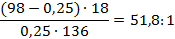 (98 − 0,25) · 18
0,25 · 136
= 51,8: 1